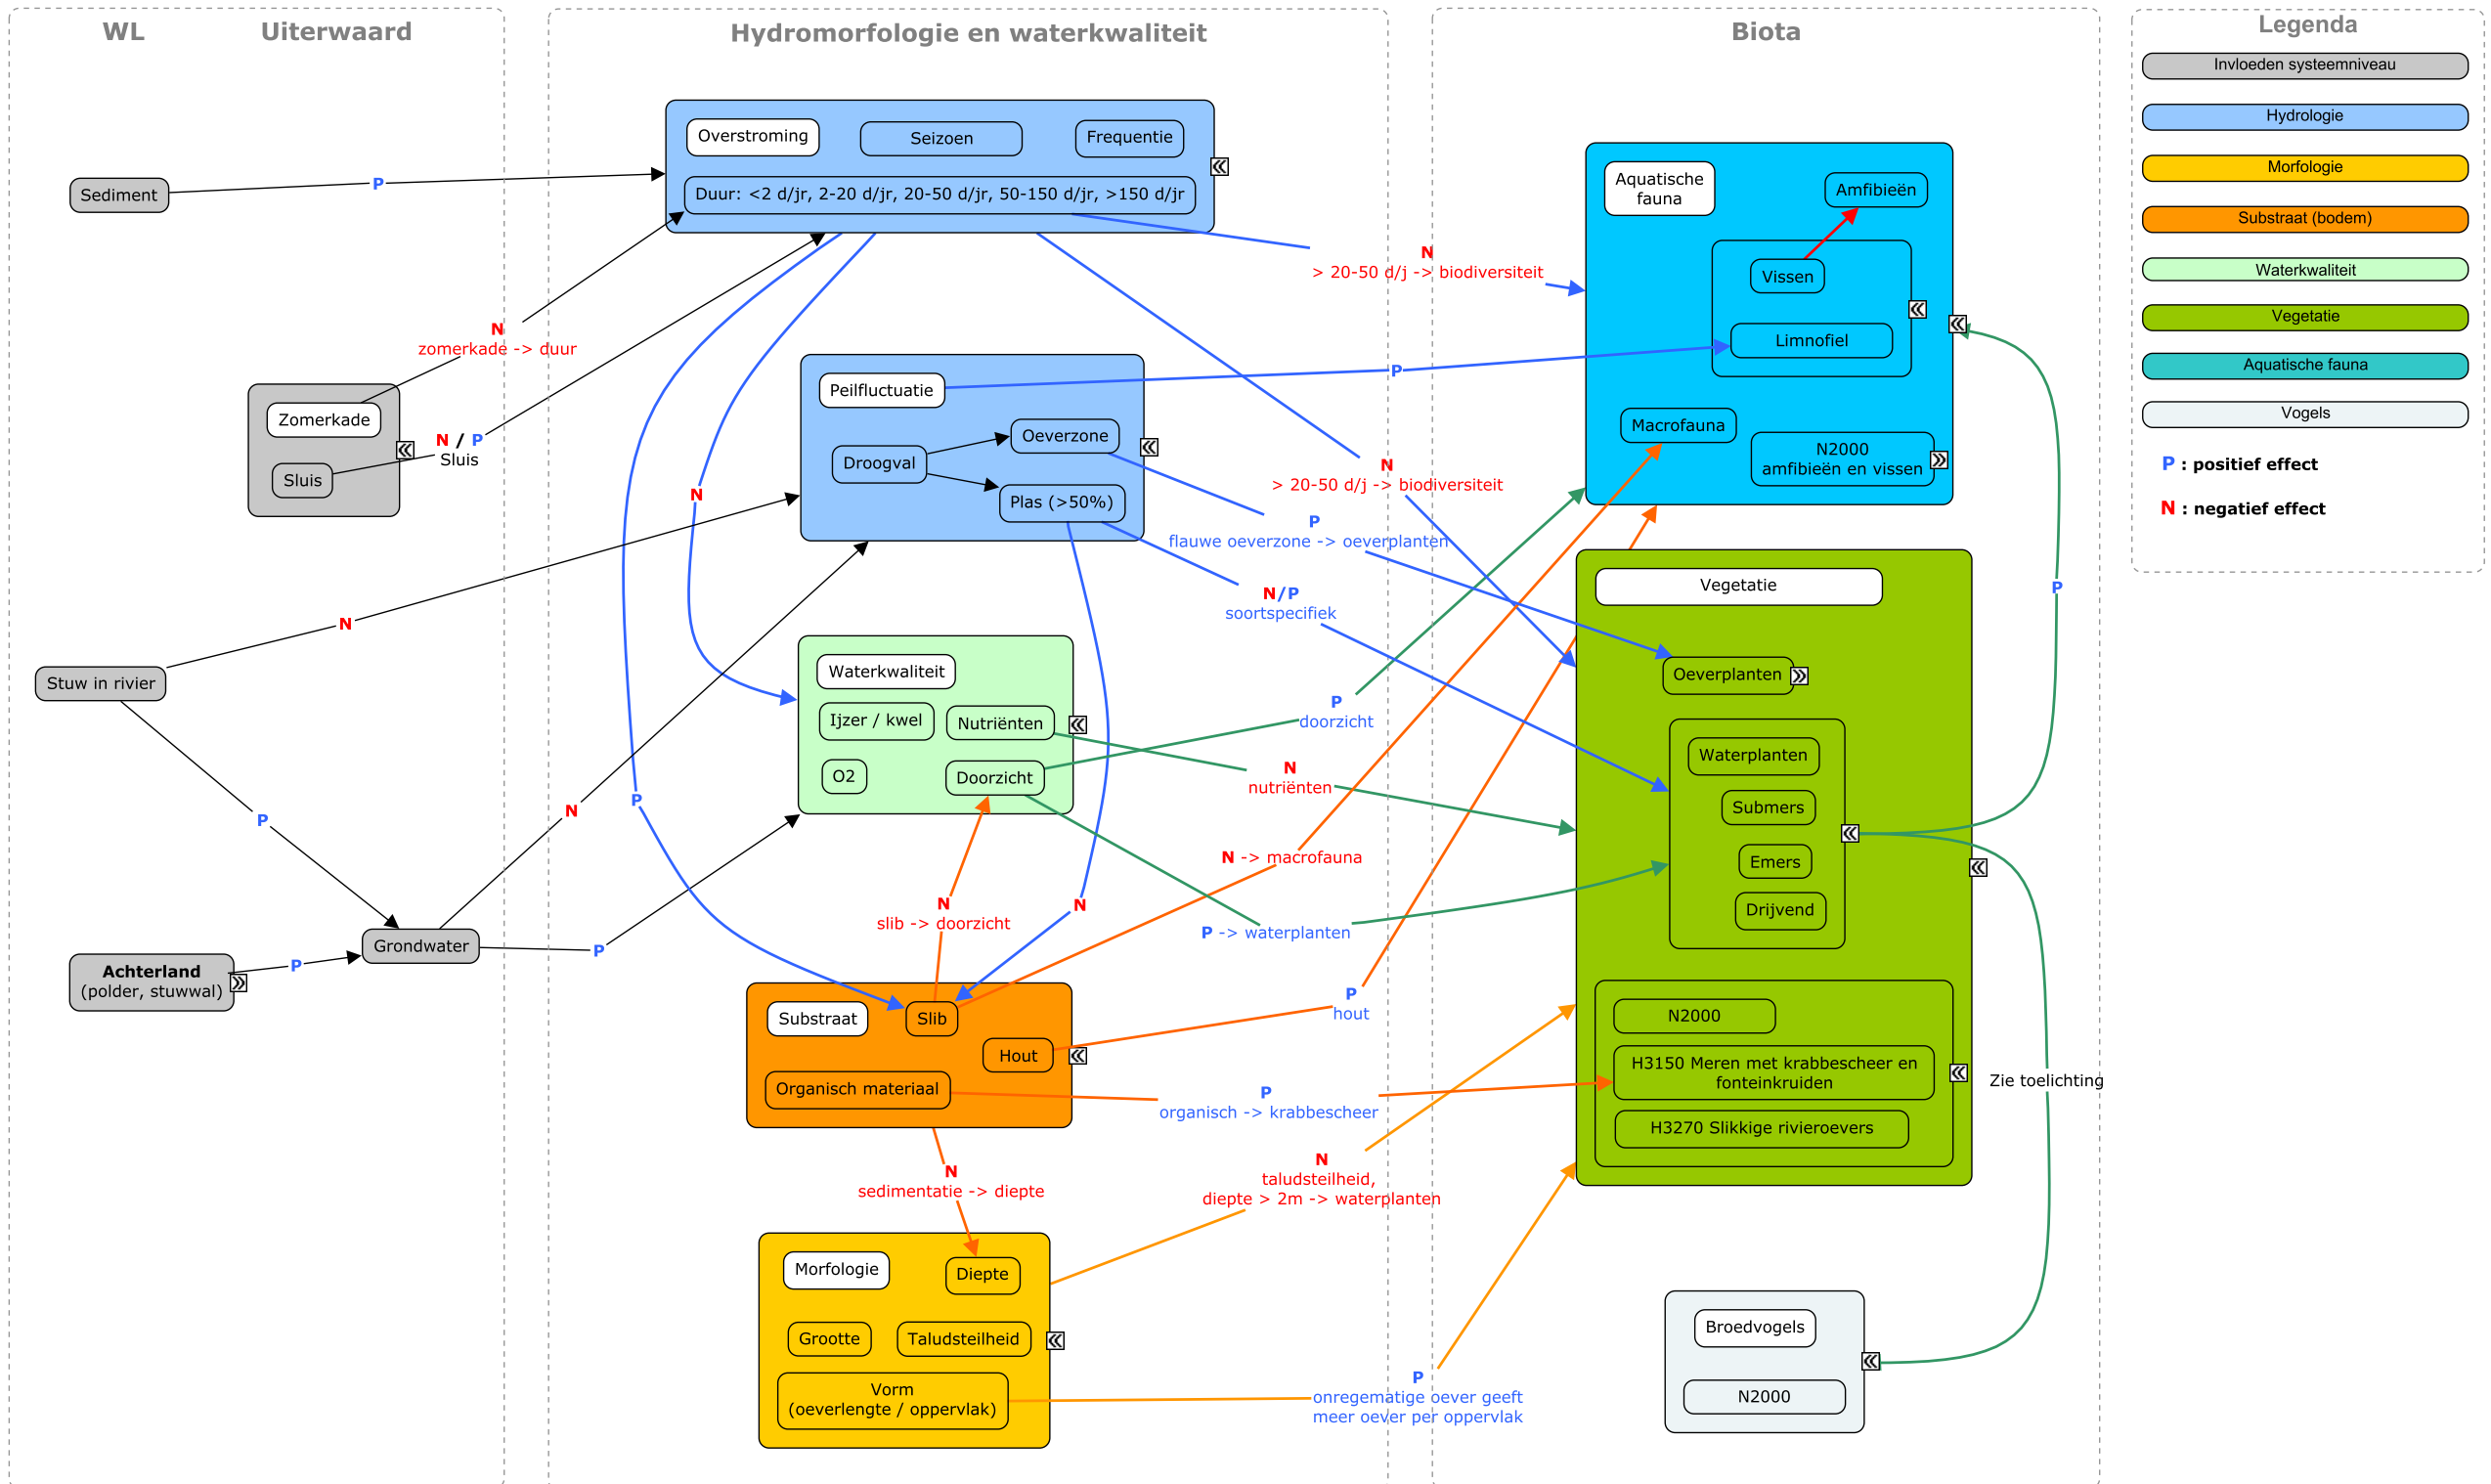 WL
Uiterwaard
Sediment
P
N
zomerkade -> duur
Zomerkade
Sluis
N / P
Sluis
N
Stuw in rivier
P
N
Grondwater
P
Achterland
(polder, stuwwal)
P
Hydromorfologie en waterkwaliteit
Overstroming
Seizoen
Frequentie
Duur: <2 d/jr, 2-20 d/jr, 20-50 d/jr, 50-150 d/jr, >150 d/jr
N
> 20-50 d/j -> biodiversiteit
Peilfluctuatie
P
Droogval
Oeverzone
Plas (>50%)
N
N
> 20-50 d/j -> biodiversiteit
P
flauwe oeverzone -> oeverplanten
N/P
soortspecifiek
Waterkwaliteit
Ijzer / kwel
Nutriënten
O2
Doorzicht
P
doorzicht
N
nutriënten
P
N
slib -> doorzicht
N
N -> macrofauna
P -> waterplanten
Substraat
Slib
Hout
Organisch materiaal
P
hout
P
organisch -> krabbescheer
N
sedimentatie -> diepte
N
taludsteilheid,
diepte > 2m -> waterplanten
Morfologie
Diepte
Grootte
Taludsteilheid
Vorm
(oeverlengte / oppervlak)
P
onregematige oever geeft
meer oever per oppervlak
Biota
Aquatische
fauna
Amfibieën
Vissen
Limnofiel
Macrofauna
N2000
amfibieën en vissen
Vegetatie
P
Oeverplanten
Waterplanten
Submers
Emers
Drijvend
N2000
H3150 Meren met krabbescheer en
fonteinkruiden
H3270 Slikkige rivieroevers
Zie toelichting
Broedvogels
N2000
Legenda
Invloeden systeemniveau
Hydrologie
Morfologie
Substraat (bodem)
Waterkwaliteit
Vegetatie
Aquatische fauna
Vogels
P : positief effect
N : negatief effect